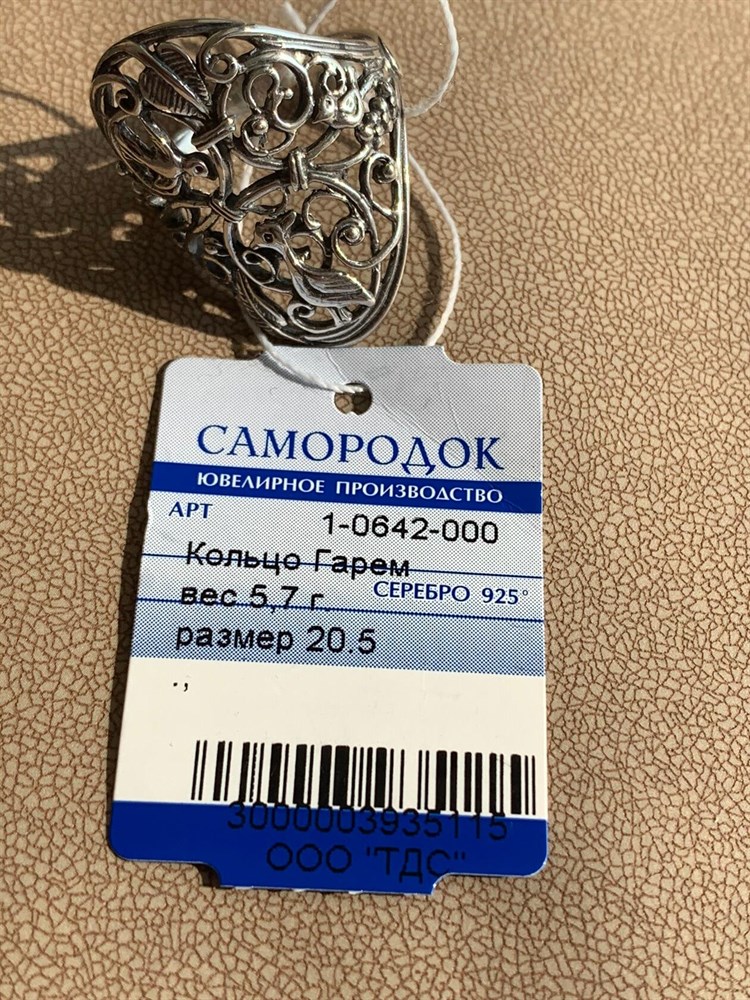 САМОРОДОК
ЮВЕЛИРНОЕ ПРОИЗВОДСТВО
АРТ 1-0642-000
Кольцо Гарем
вес 5,7 г. СЕРЕБРО 925°
размер 20.5
.,
3000003935115
ООО "ТДС"